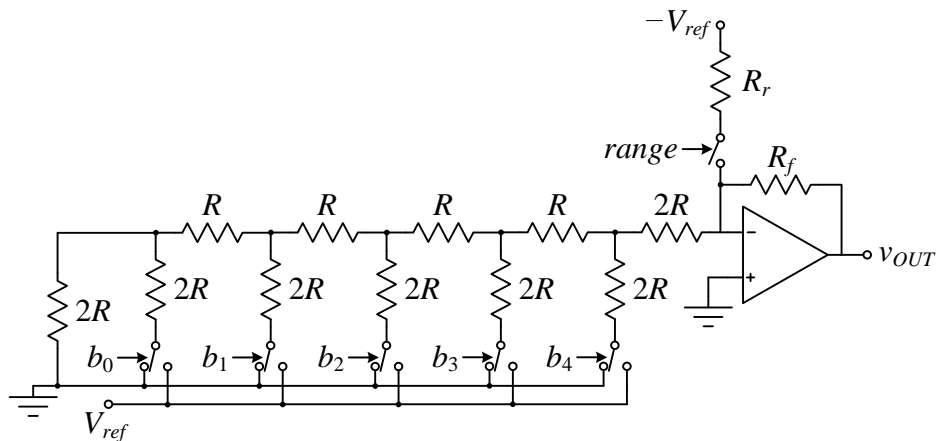 −V_ref
R_r
range
R_f
R R R R 2R
− +
v_OUT
2R 2R 2R 2R 2R 2R
b_0 b_1 b_2 b_3 b_4
V_ref